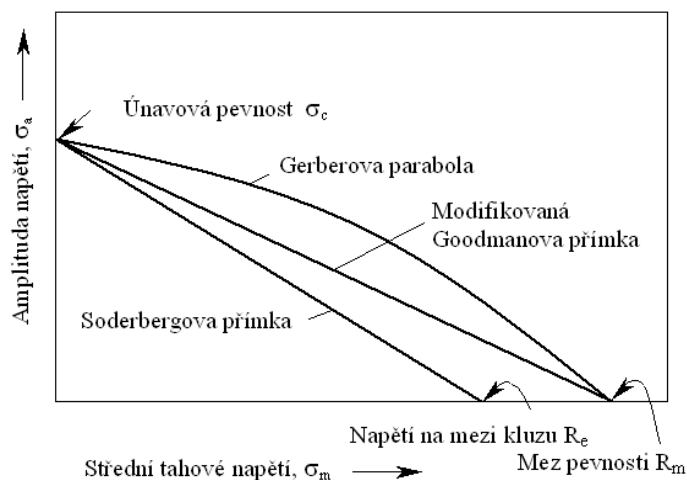 Amplituda napětí, σa
Únavová pevnost σc
Gerberova parabola
Modifikovaná
Goodmanova přímka
Soderbergova přímka
Napětí na mezi kluzu Re
Mez pevnosti Rm
Střední tahové napětí, σm